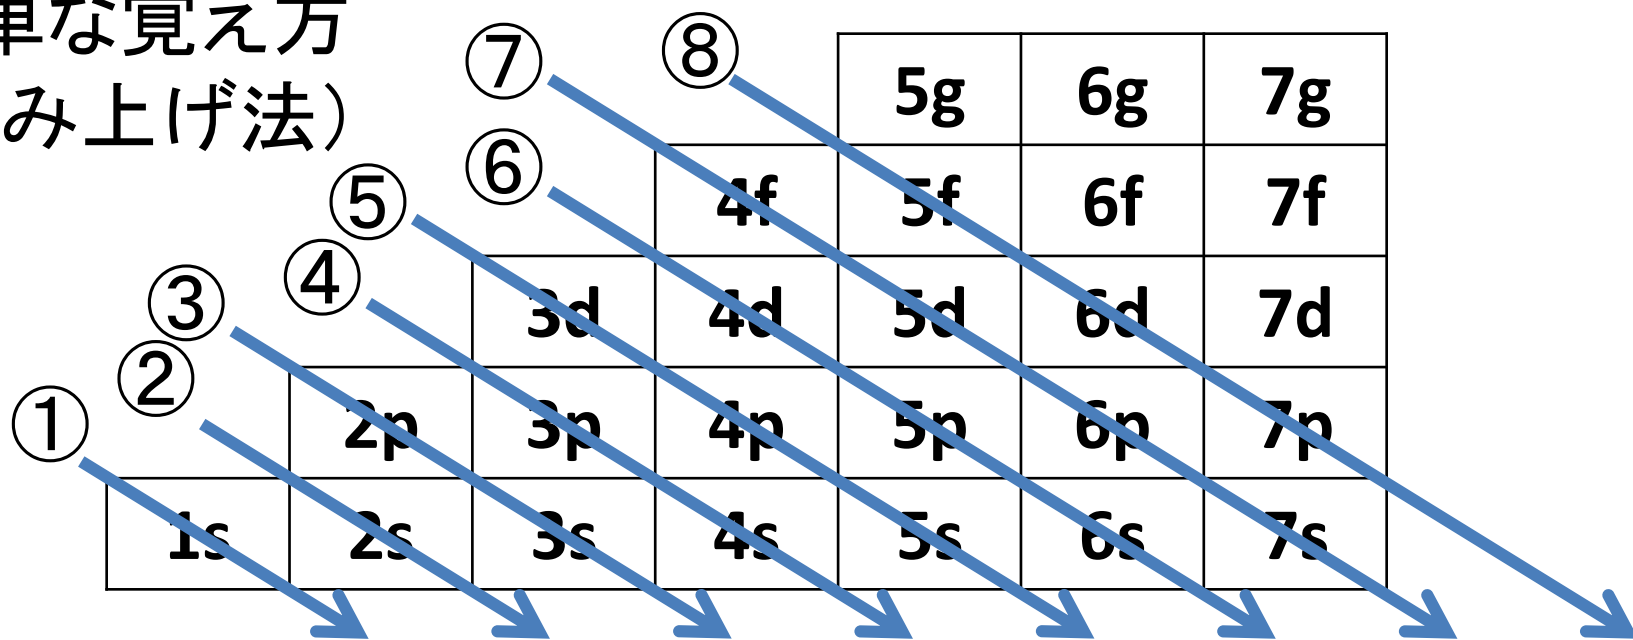 単な覚え方
み上げ法）
⑦ ⑧
5g 6g 7g
⑥
⑤
4f 5f 6f 7f
④
③
3d 4d 5d 6d 7d
②
①
2p 3p 4p 5p 6p 7p
1s 2s 3s 4s 5s 6s 7s